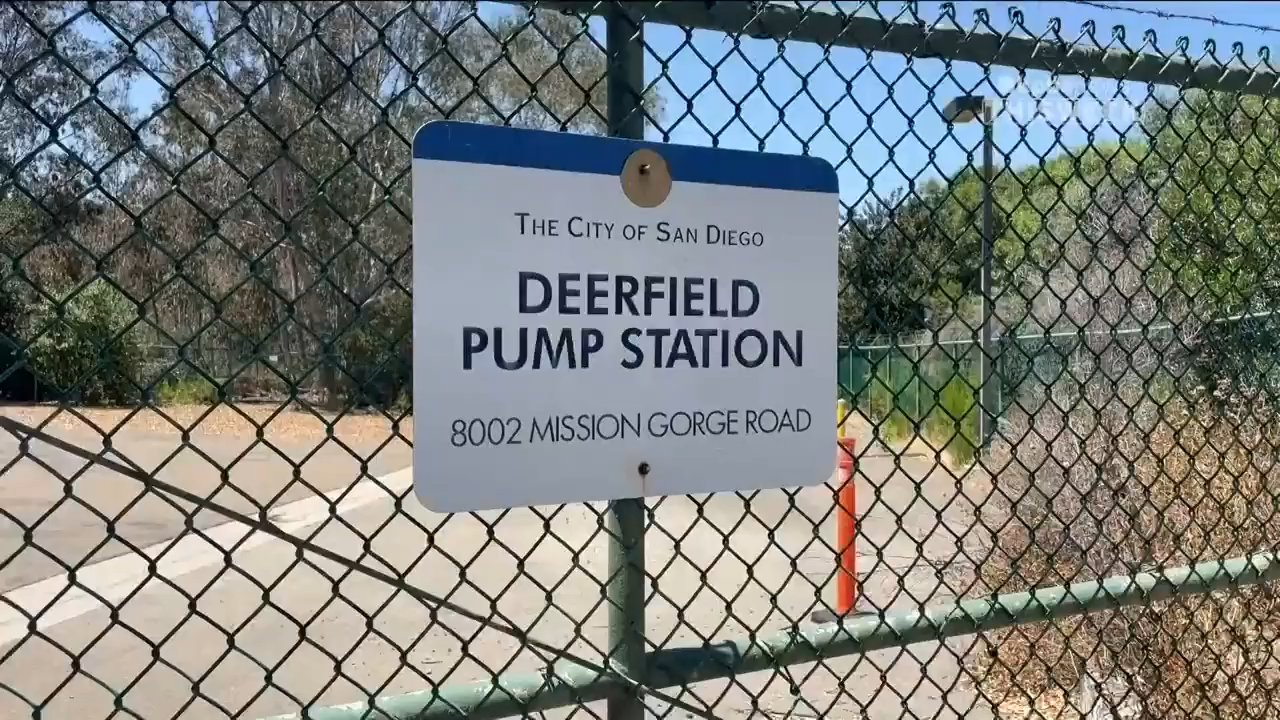 THE CITY OF SAN DIEGO
DEERFIELD
PUMP STATION
8002 MISSION GORGE ROAD